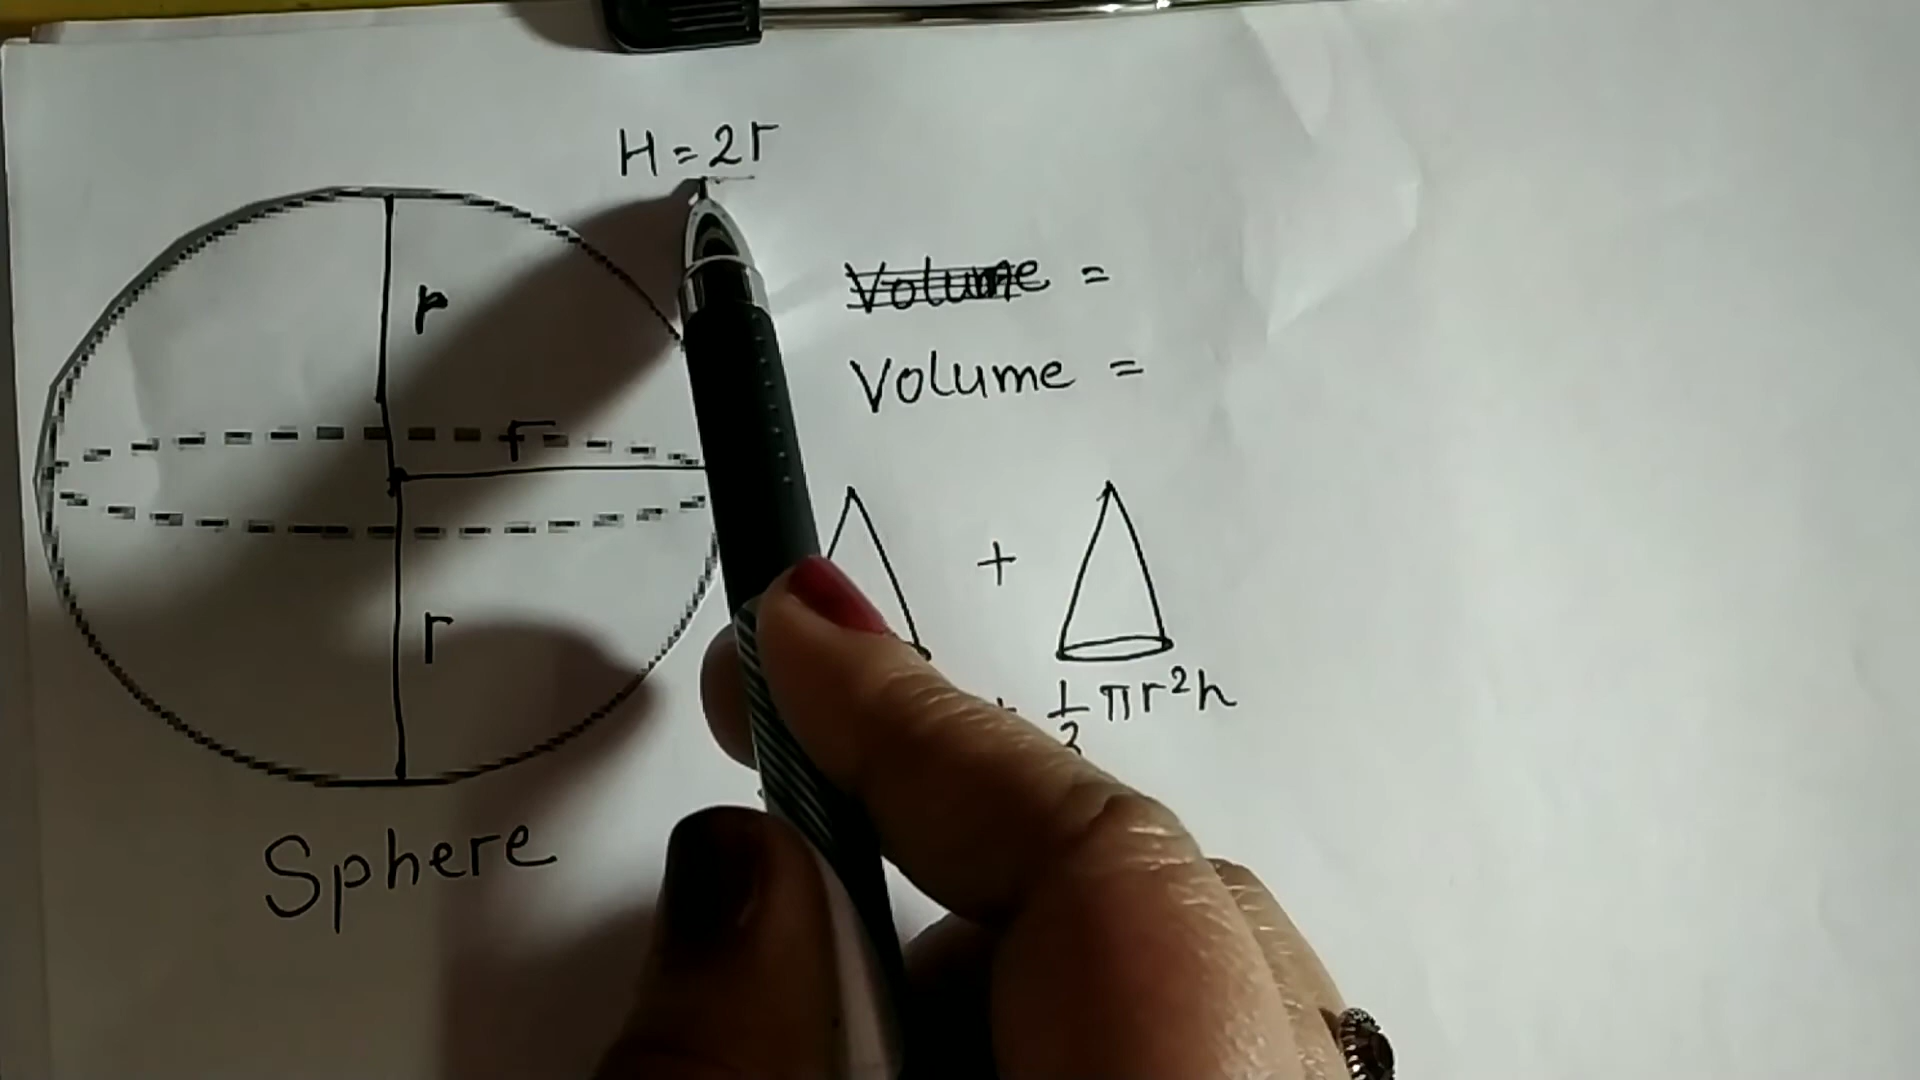 H = 2r
r
Volume =
Volume =
r
+
r
+ 1/3 πr²h
Sphere